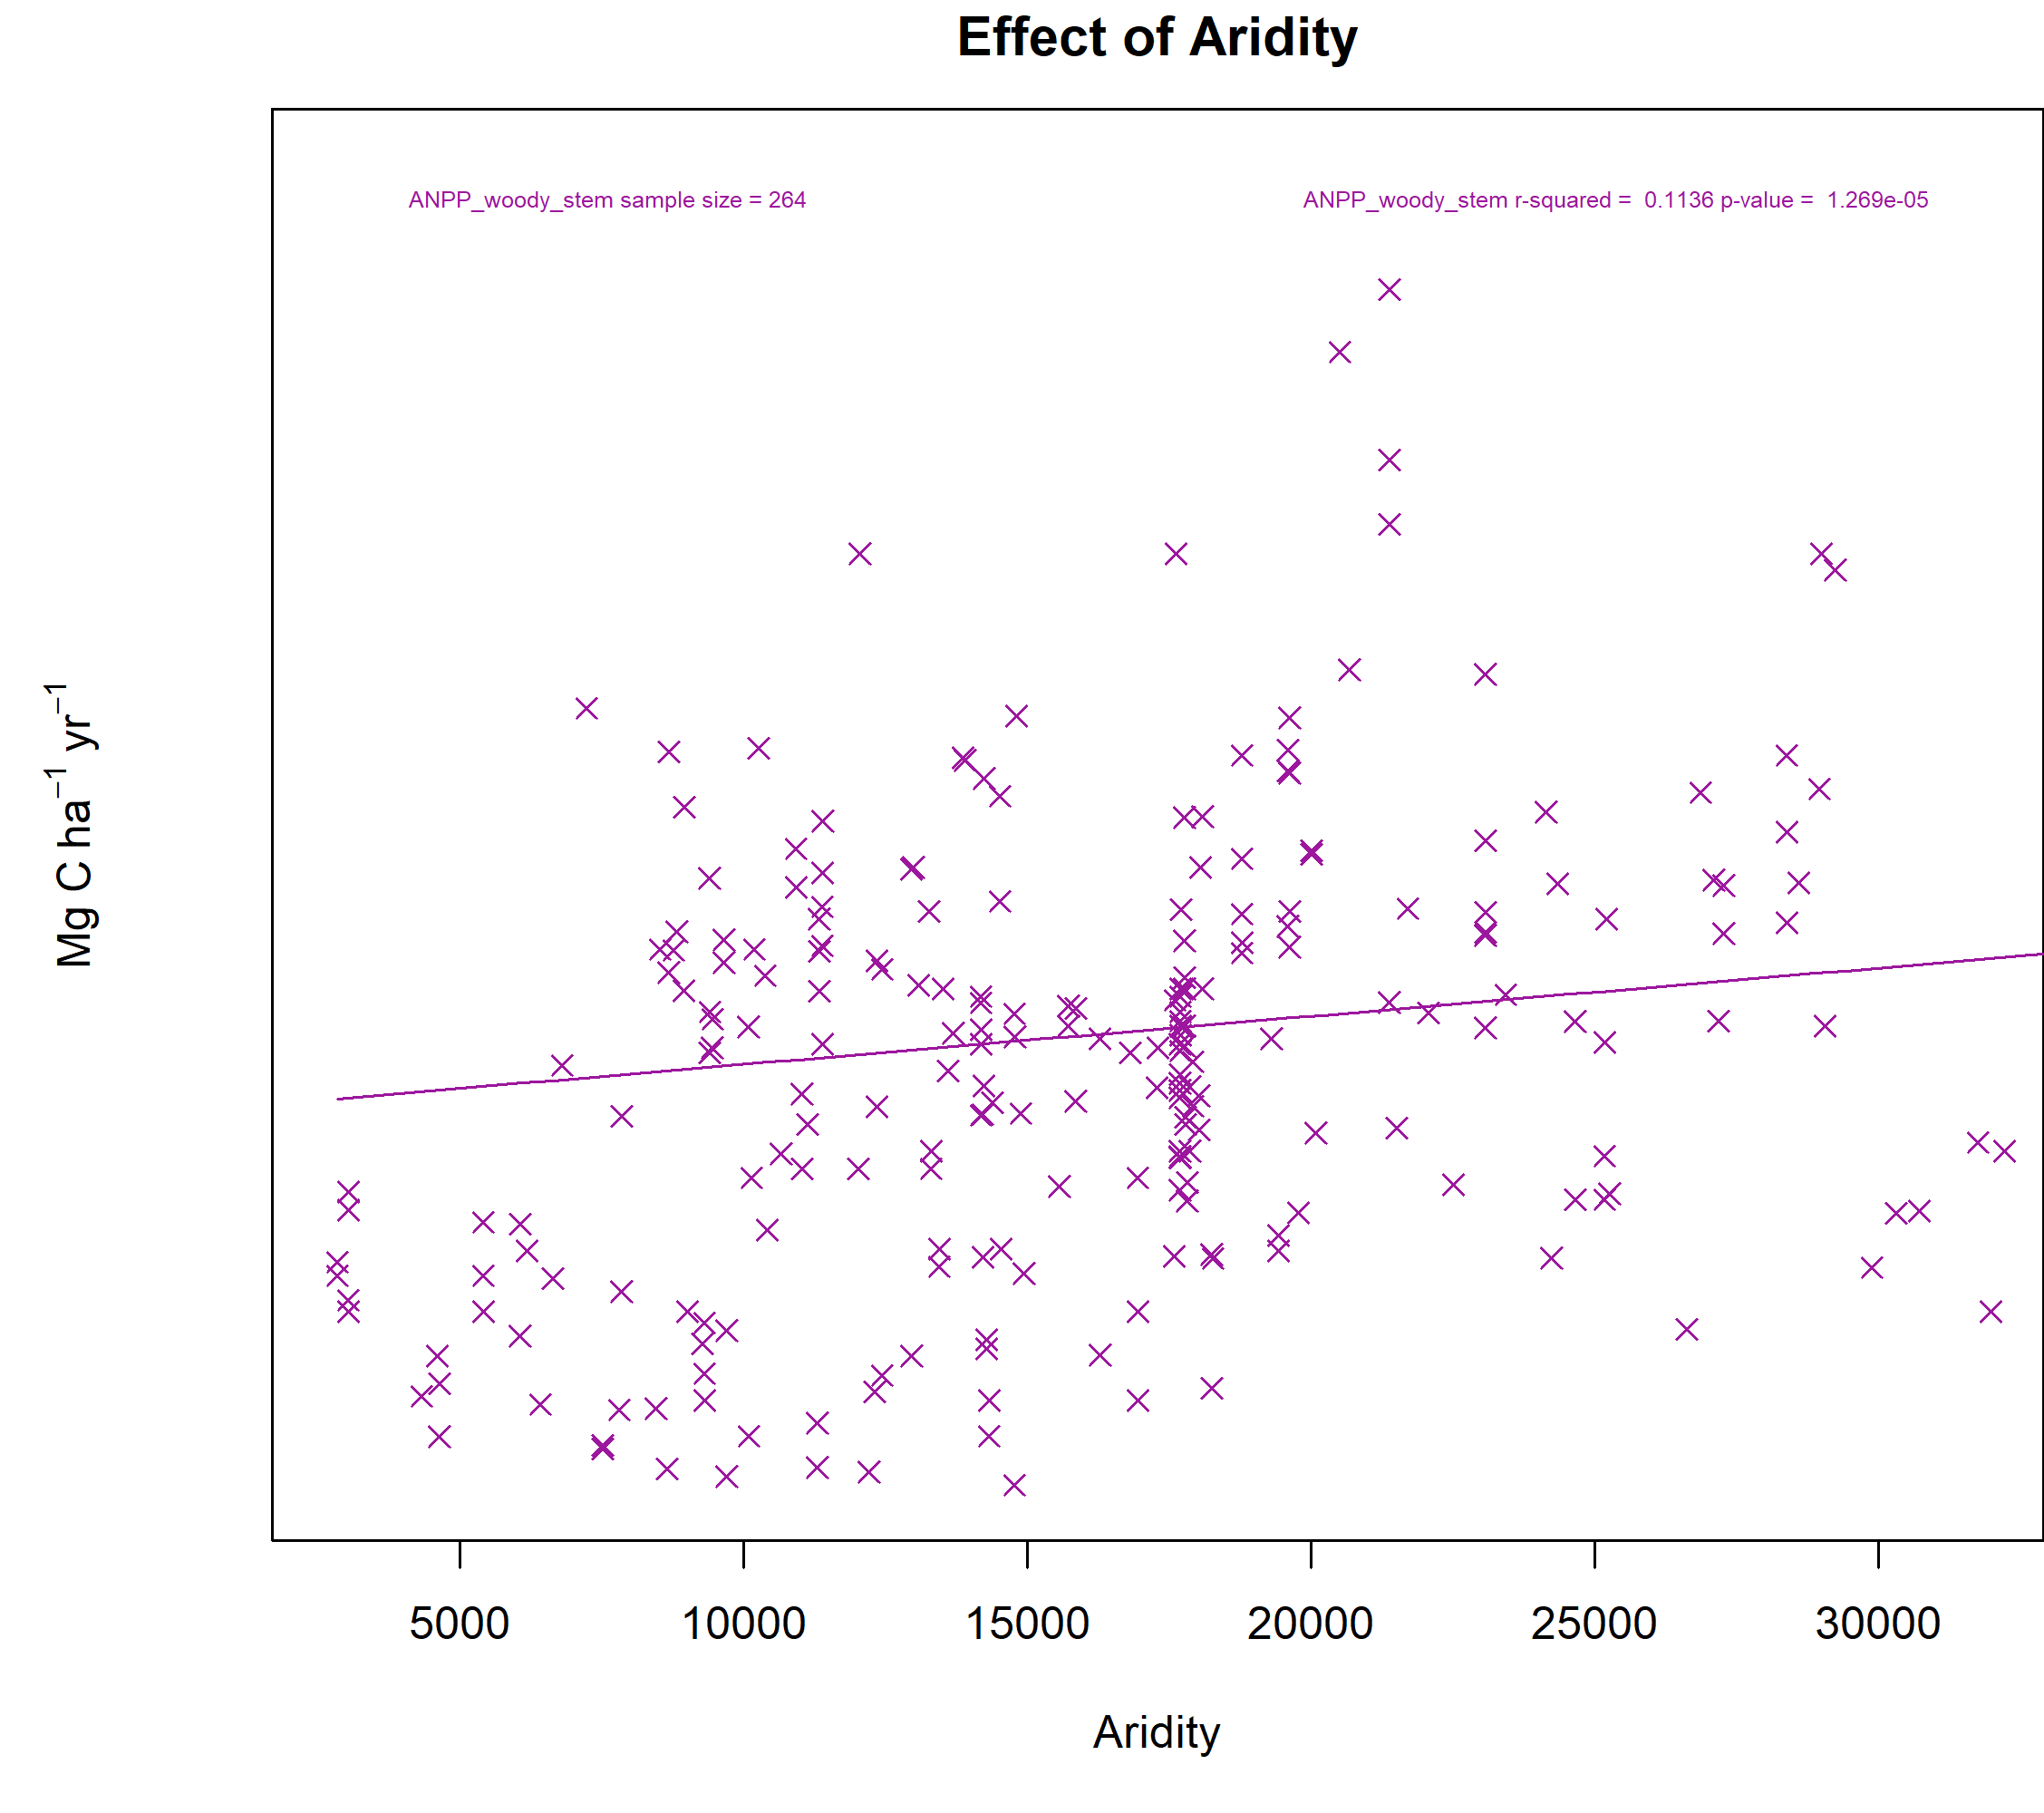 Effect of Aridity
ANPP_woody_stem sample size = 264
ANPP_woody_stem r-squared =  0.1136 p-value =  1.269e-05
Mg C ha⁻¹ yr⁻¹
5000 10000 15000 20000 25000 30000
Aridity